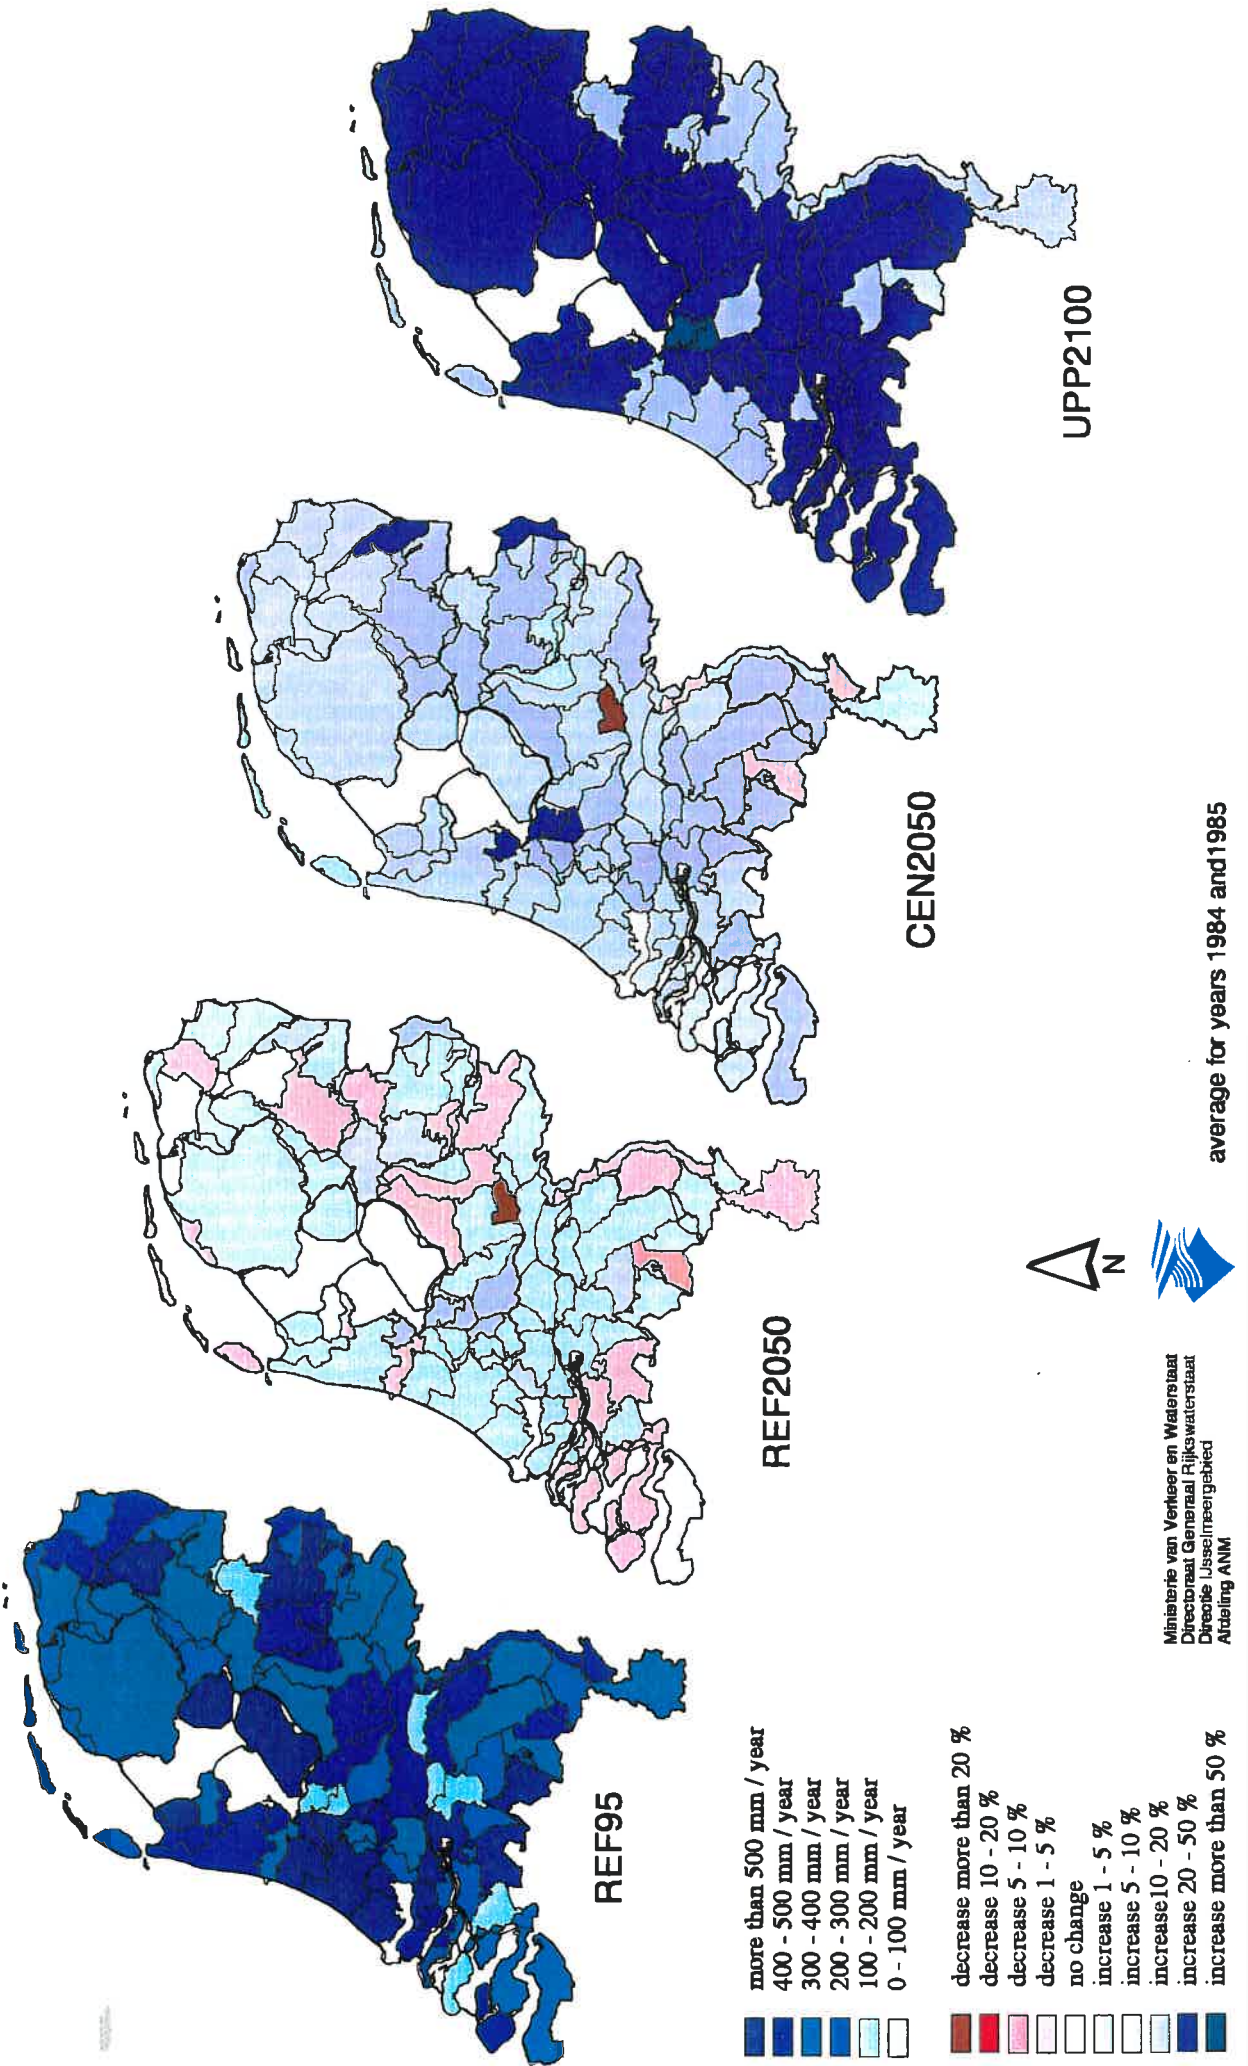 REF95
REF2050
CEN2050
UPP2100
more than 500 mm / year
400 - 500 mm / year
300 - 400 mm / year
200 - 300 mm / year
100 - 200 mm / year
0 - 100 mm / year
decrease more than 20 %
decrease 10 - 20 %
decrease 5 - 10 %
decrease 1 - 5 %
no change
increase 1 - 5 %
increase 5 - 10 %
increase10 - 20 %
increase 20 - 50 %
increase more than 50 %
Ministerie van Verkeer en Waterstaat
Directoraat Generaal Rijkswaterstaat
Directie IJsselmeergebied
Afdeling ANM
N
average for years 1984 and1985